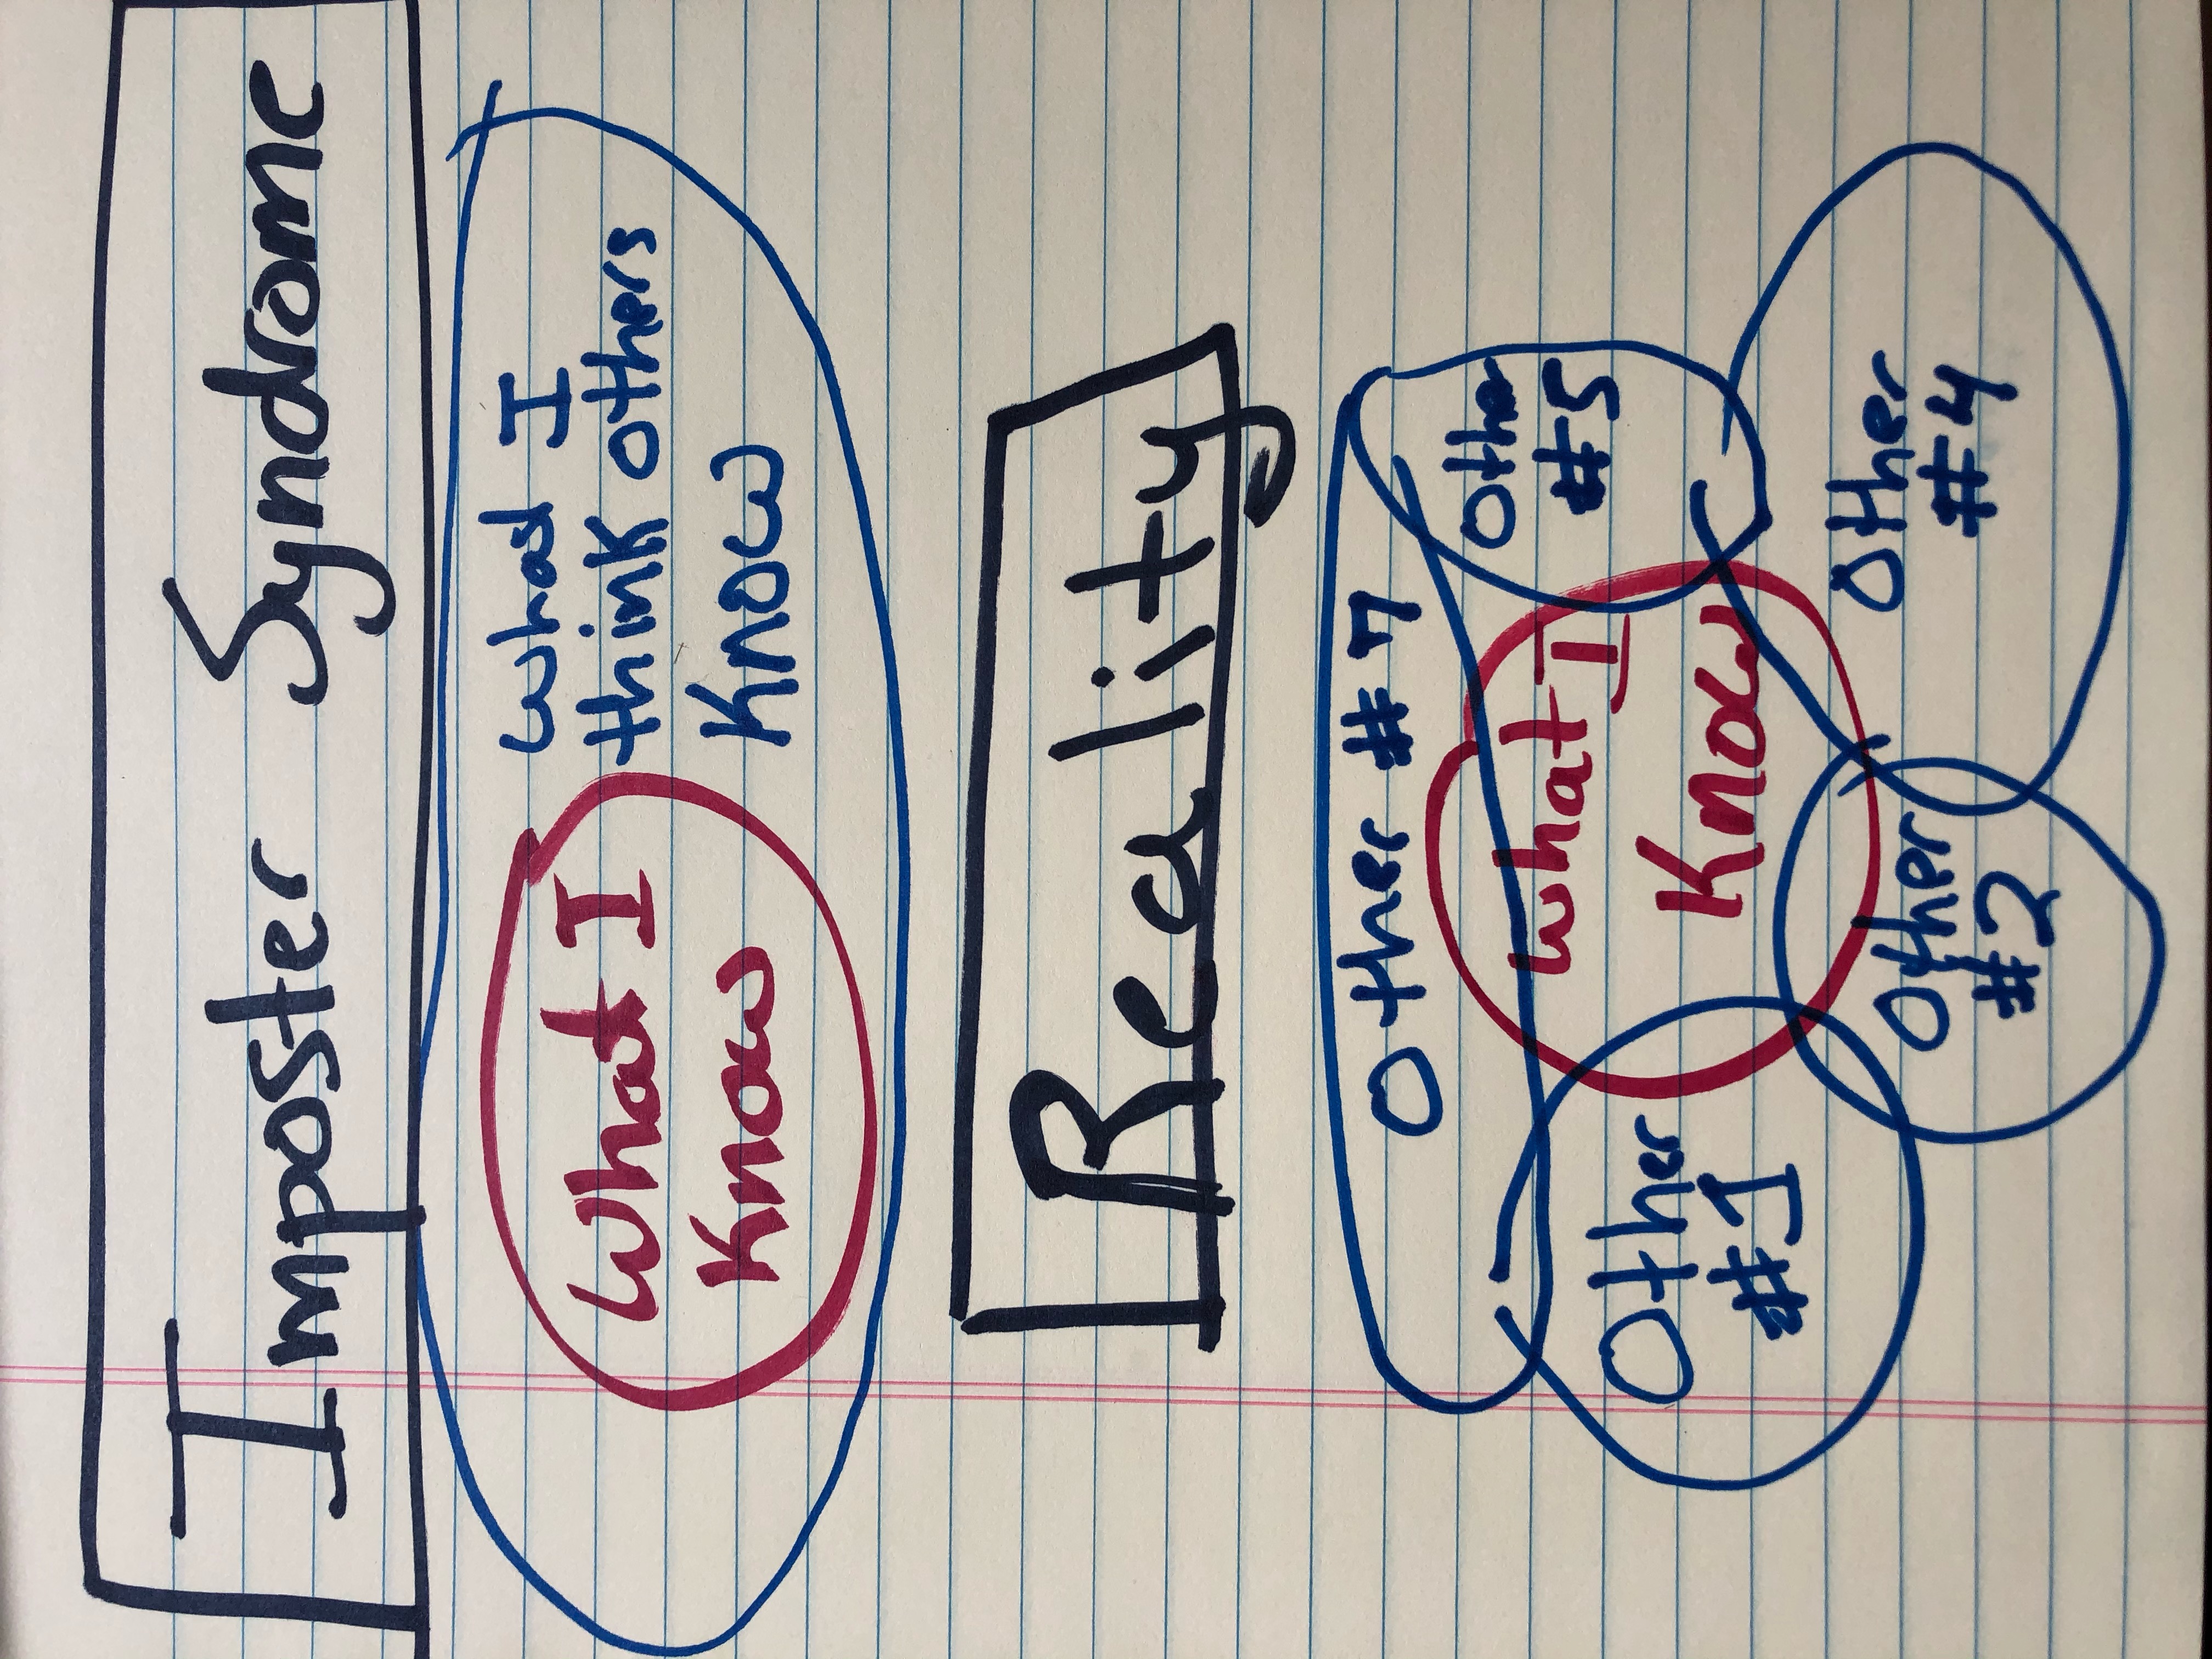 Imposter Syndrome
What I
Know
What I
think others
Know
Reality
Other #7
What I
Know
Other
#5
Other
#1
Other
#2
Other
#4